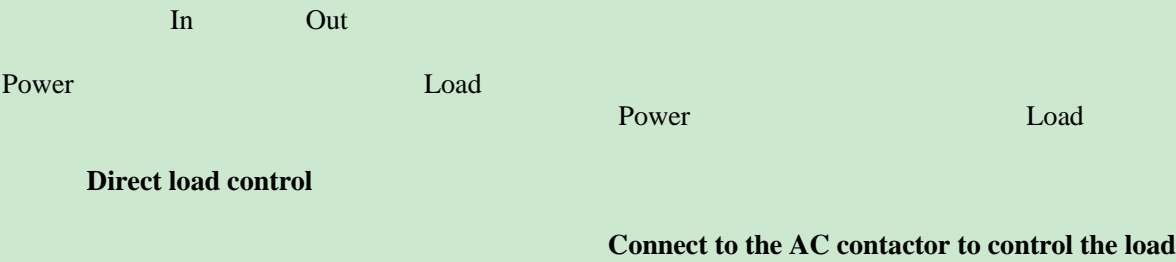 In Out
Power Load
Power Load
Direct load control
Connect to the AC contactor to control the load